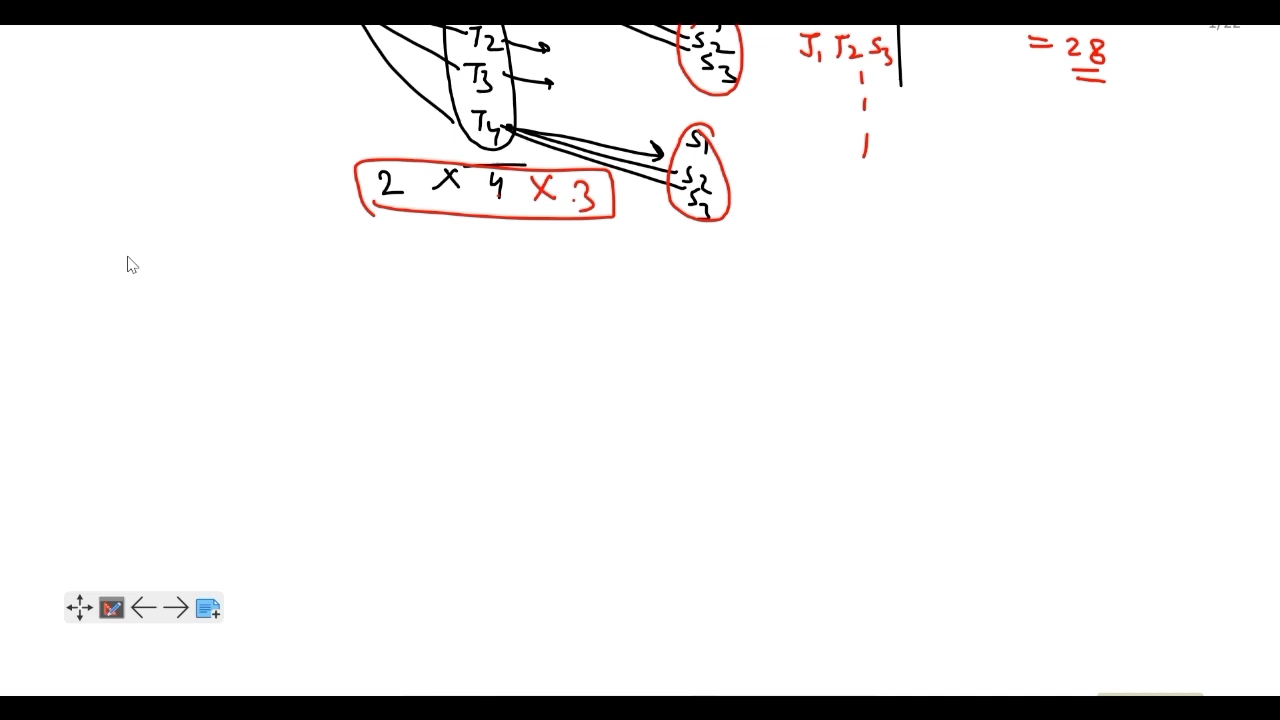 T2
S2
S3
J1 T2 S3
= 28
T3
T4
S1
S2
S3
2 × 4 × 3